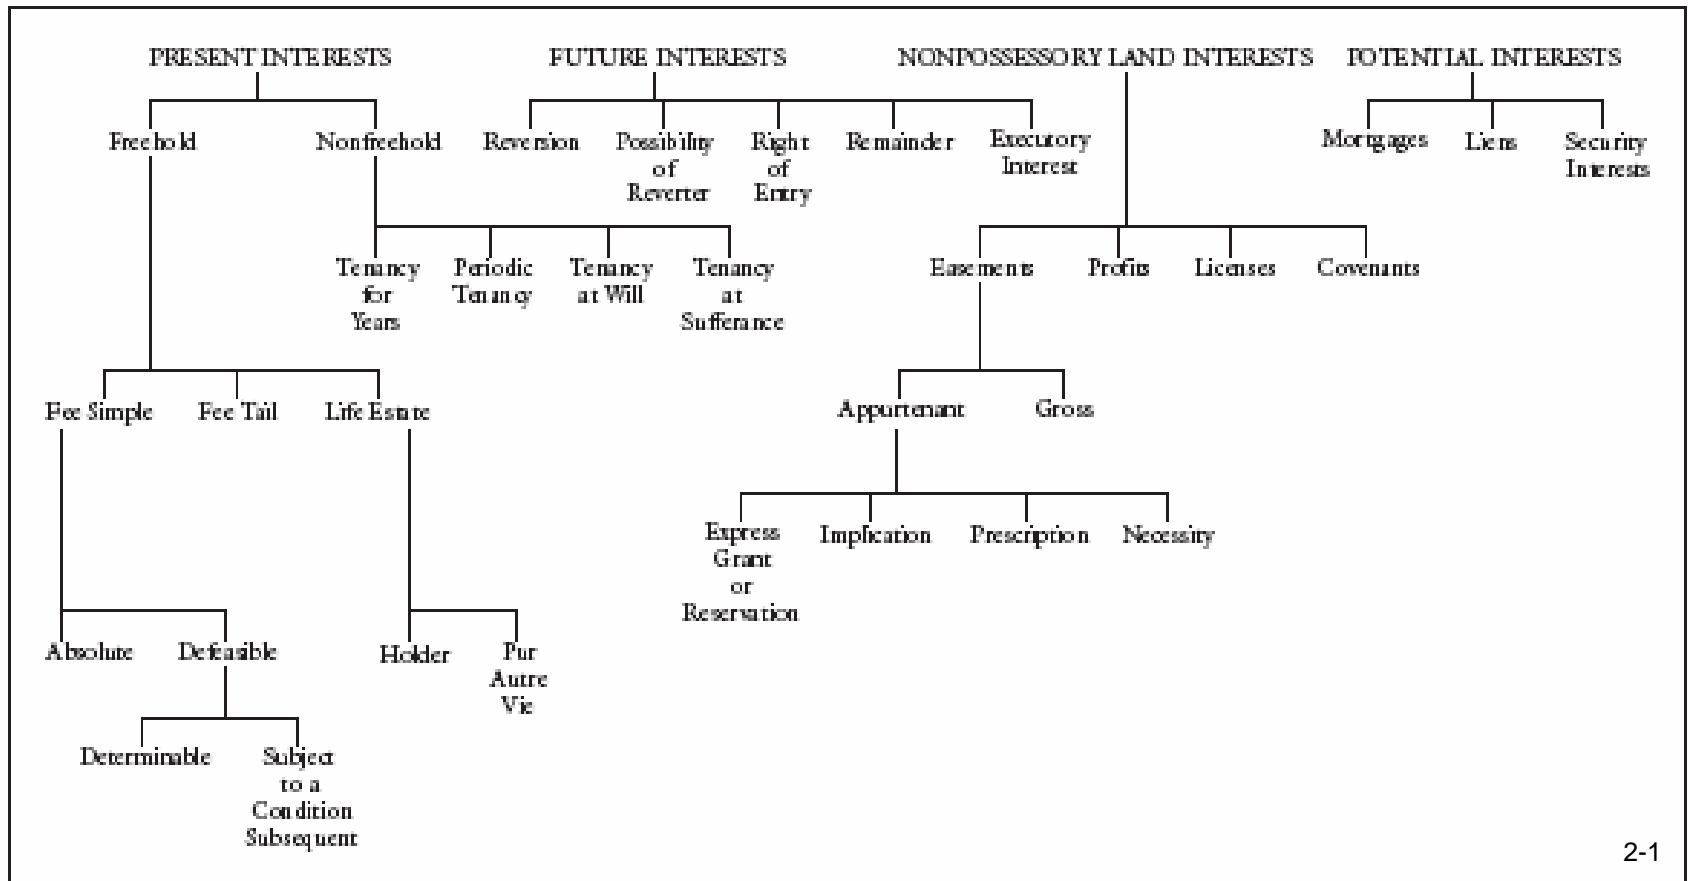 PRESENT INTERESTS FUTURE INTERESTS NONPOSSESSORY LAND INTERESTS POTENTIAL INTERESTS
Freehold Nonfreehold
Reversion Possibility of Reverter Right of Entry Remainder Executory Interest
Mortgages Liens Security Interests
Tenancy for Years
Periodic Tenancy
Tenancy at Will
Tenancy at Sufferance
Easements Profits Licenses Covenants
Fee Simple Fee Tail Life Estate
Appurtenant Gross
Express Grant or Reservation
Implication Prescription Necessity
Absolute Defeasible Holder Pur Autre Vie
Determinable Subject to a Condition Subsequent
2-1